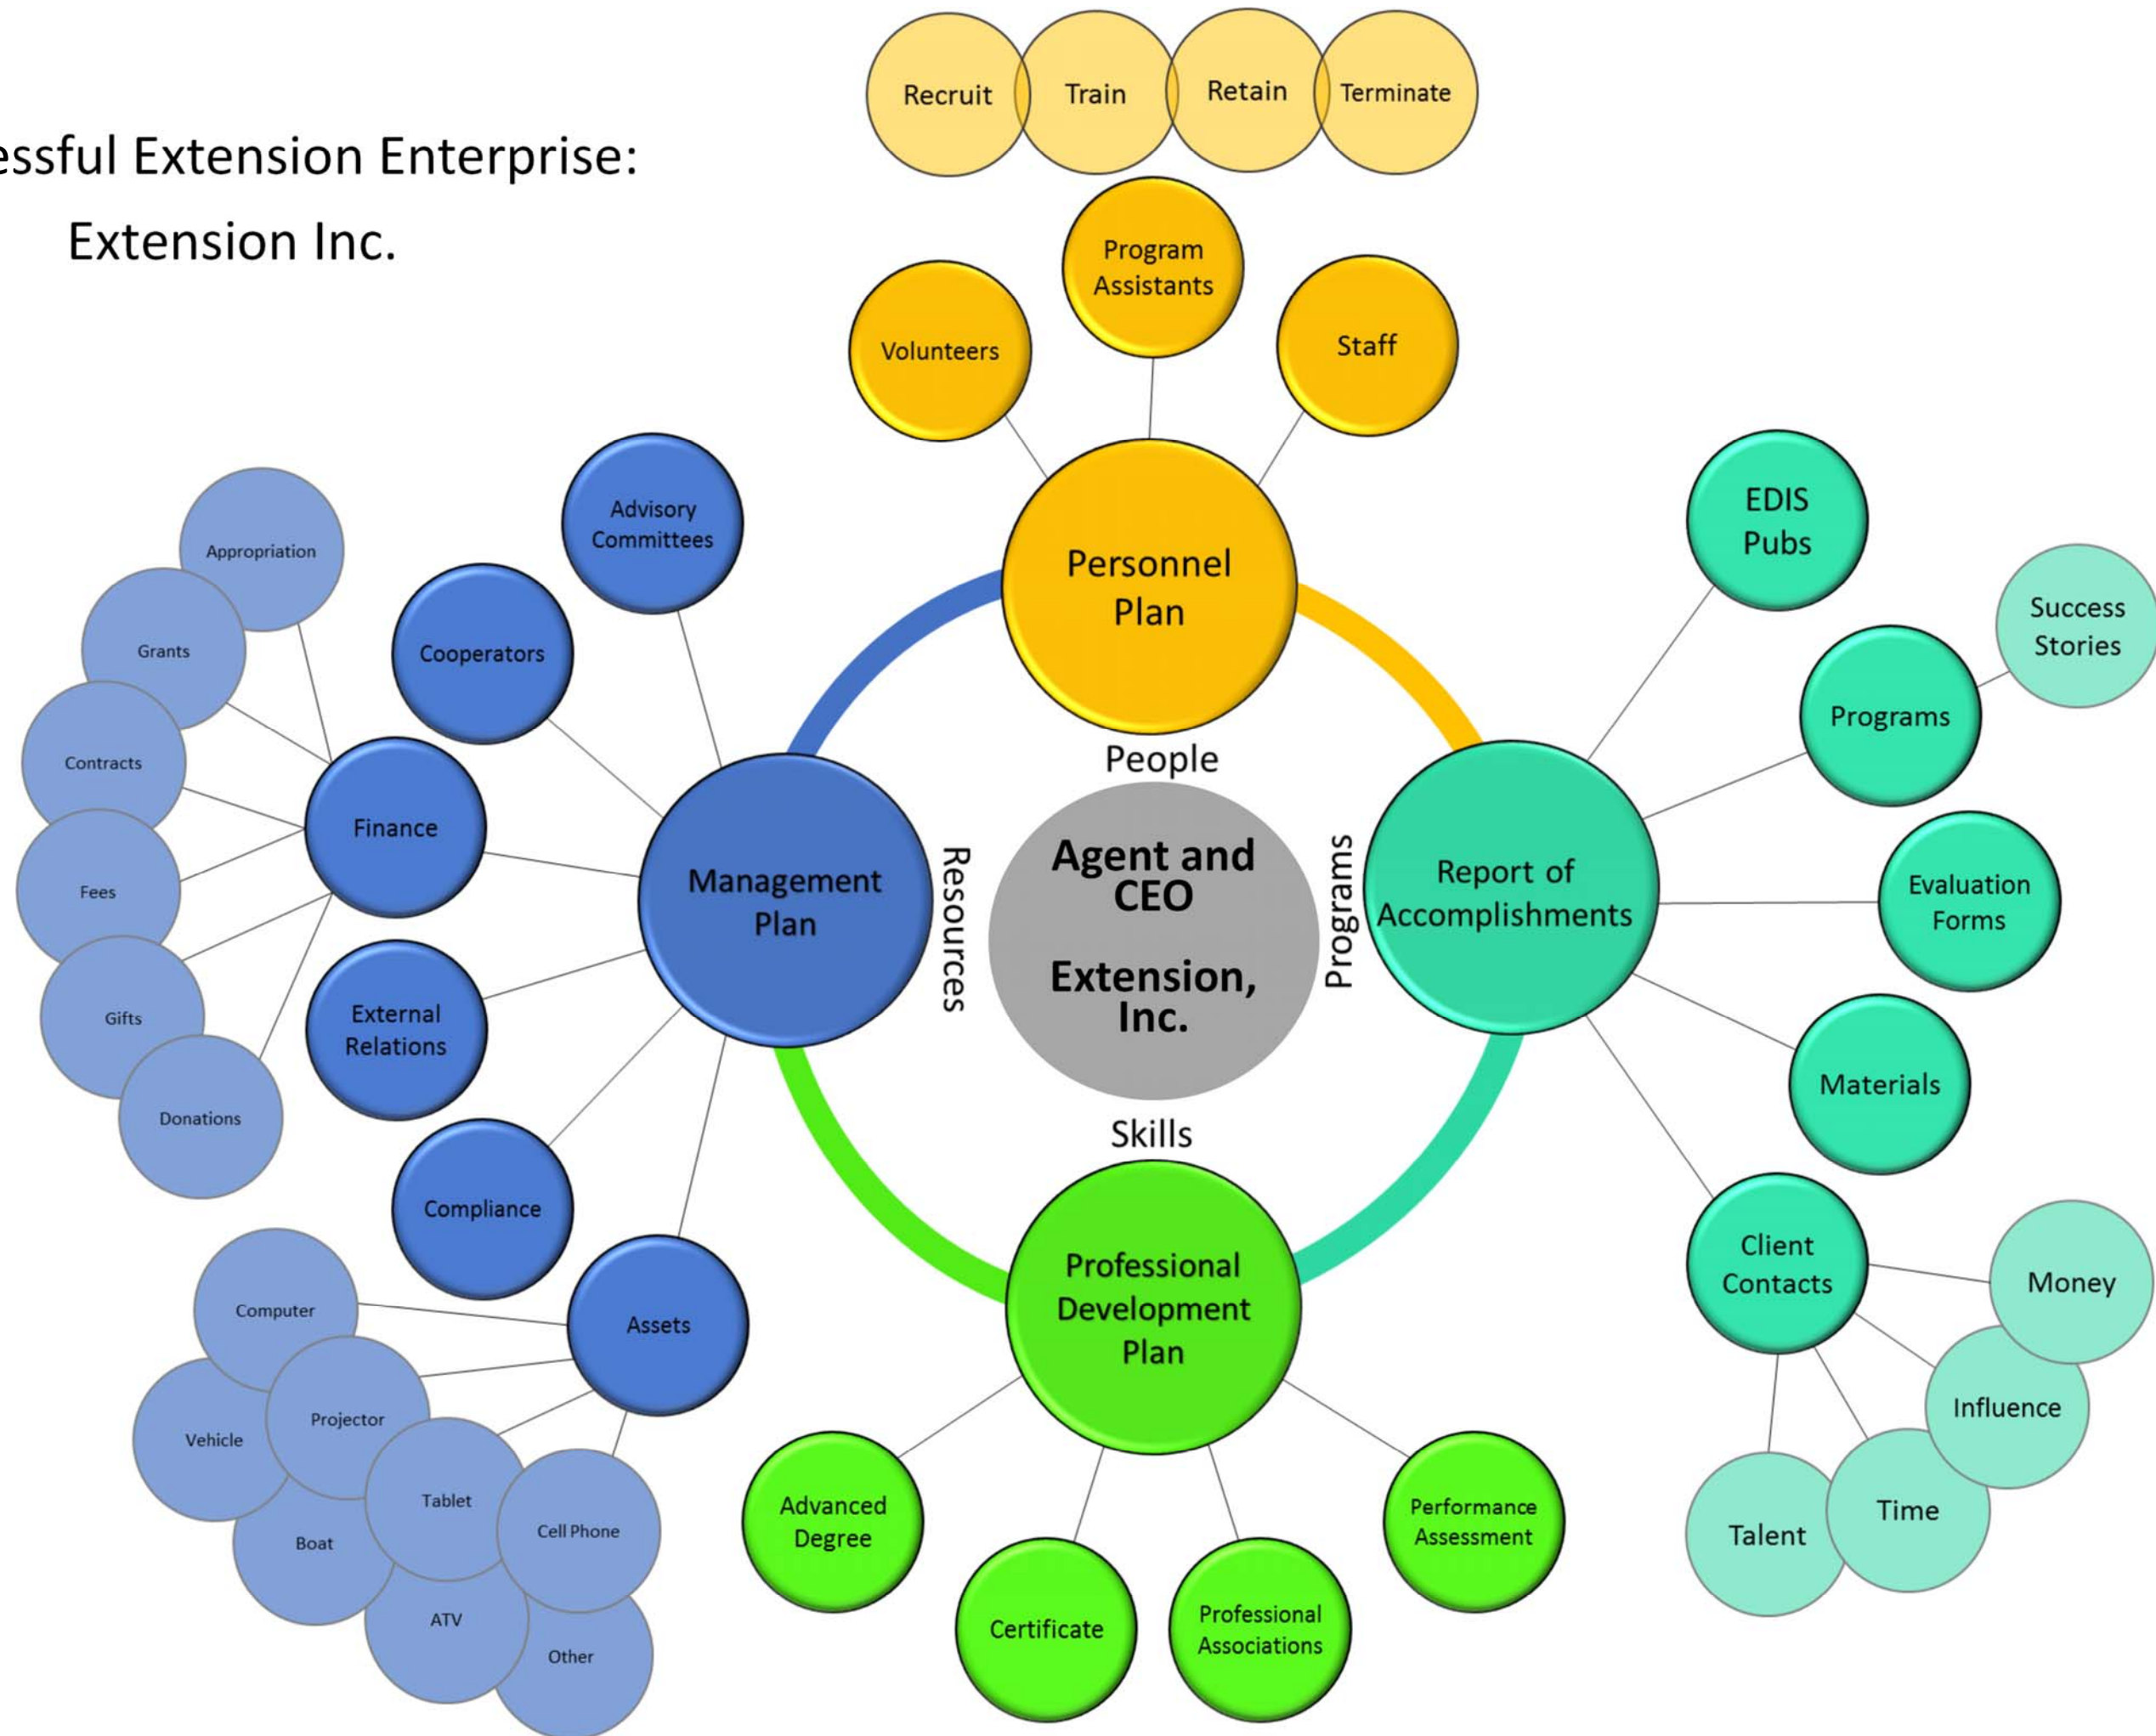 essful Extension Enterprise:
Extension Inc.
Recruit
Train
Retain
Terminate
Program
Assistants
Volunteers
Staff
Personnel
Plan
People
Advisory
Committees
Cooperators
Appropriation
Grants
Contracts
Fees
Gifts
Donations
Finance
External
Relations
Compliance
Assets
Computer
Vehicle
Projector
Boat
Tablet
ATV
Cell Phone
Other
Management
Plan
Resources
Agent and
CEO
Extension,
Inc.
Programs
Report of
Accomplishments
EDIS
Pubs
Success
Stories
Programs
Evaluation
Forms
Materials
Client
Contacts
Money
Influence
Time
Talent
Skills
Professional
Development
Plan
Advanced
Degree
Certificate
Professional
Associations
Performance
Assessment